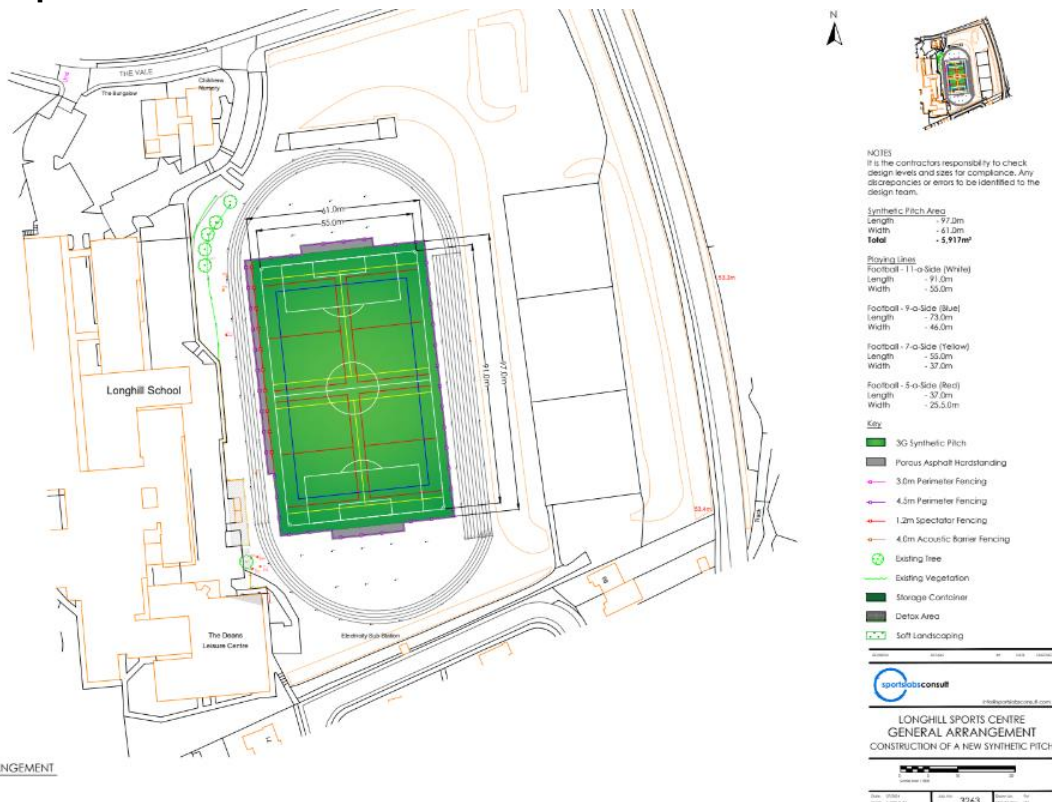 N
THE VALE
The Bungalow
Childrens
Nursery
61.0m
55.0m
91.0m
97.0m
Longhill School
The Deans
Leisure Centre
Electricity Sub Station
NGEMENT
NOTES
It is the contractors responsibility to check
design levels and sizes for compliance. Any
discrepancies or errors to be identified to the
design team.
Synthetic Pitch Area
Length - 97.0m
Width - 61.0m
Total - 5,917m²
Playing Lines
Football - 11-a-Side (White)
Length - 91.0m
Width - 55.0m
Football - 9-a-Side (Blue)
Length - 73.0m
Width - 46.0m
Football - 7-a-Side (Yellow)
Length - 55.0m
Width - 37.0m
Football - 5-a-Side (Red)
Length - 37.0m
Width - 25.5.0m
Key
3G Synthetic Pitch
Porous Asphalt Hardstanding
3.0m Perimeter Fencing
4.5m Perimeter Fencing
1.2m Spectator Fencing
4.0m Acoustic Barrier Fencing
Existing Tree
Existing Vegetation
Storage Container
Detox Area
Soft Landscaping
sportslabsconsult
LONGHILL SPORTS CENTRE
GENERAL ARRANGEMENT
CONSTRUCTION OF A NEW SYNTHETIC PITCH
3263